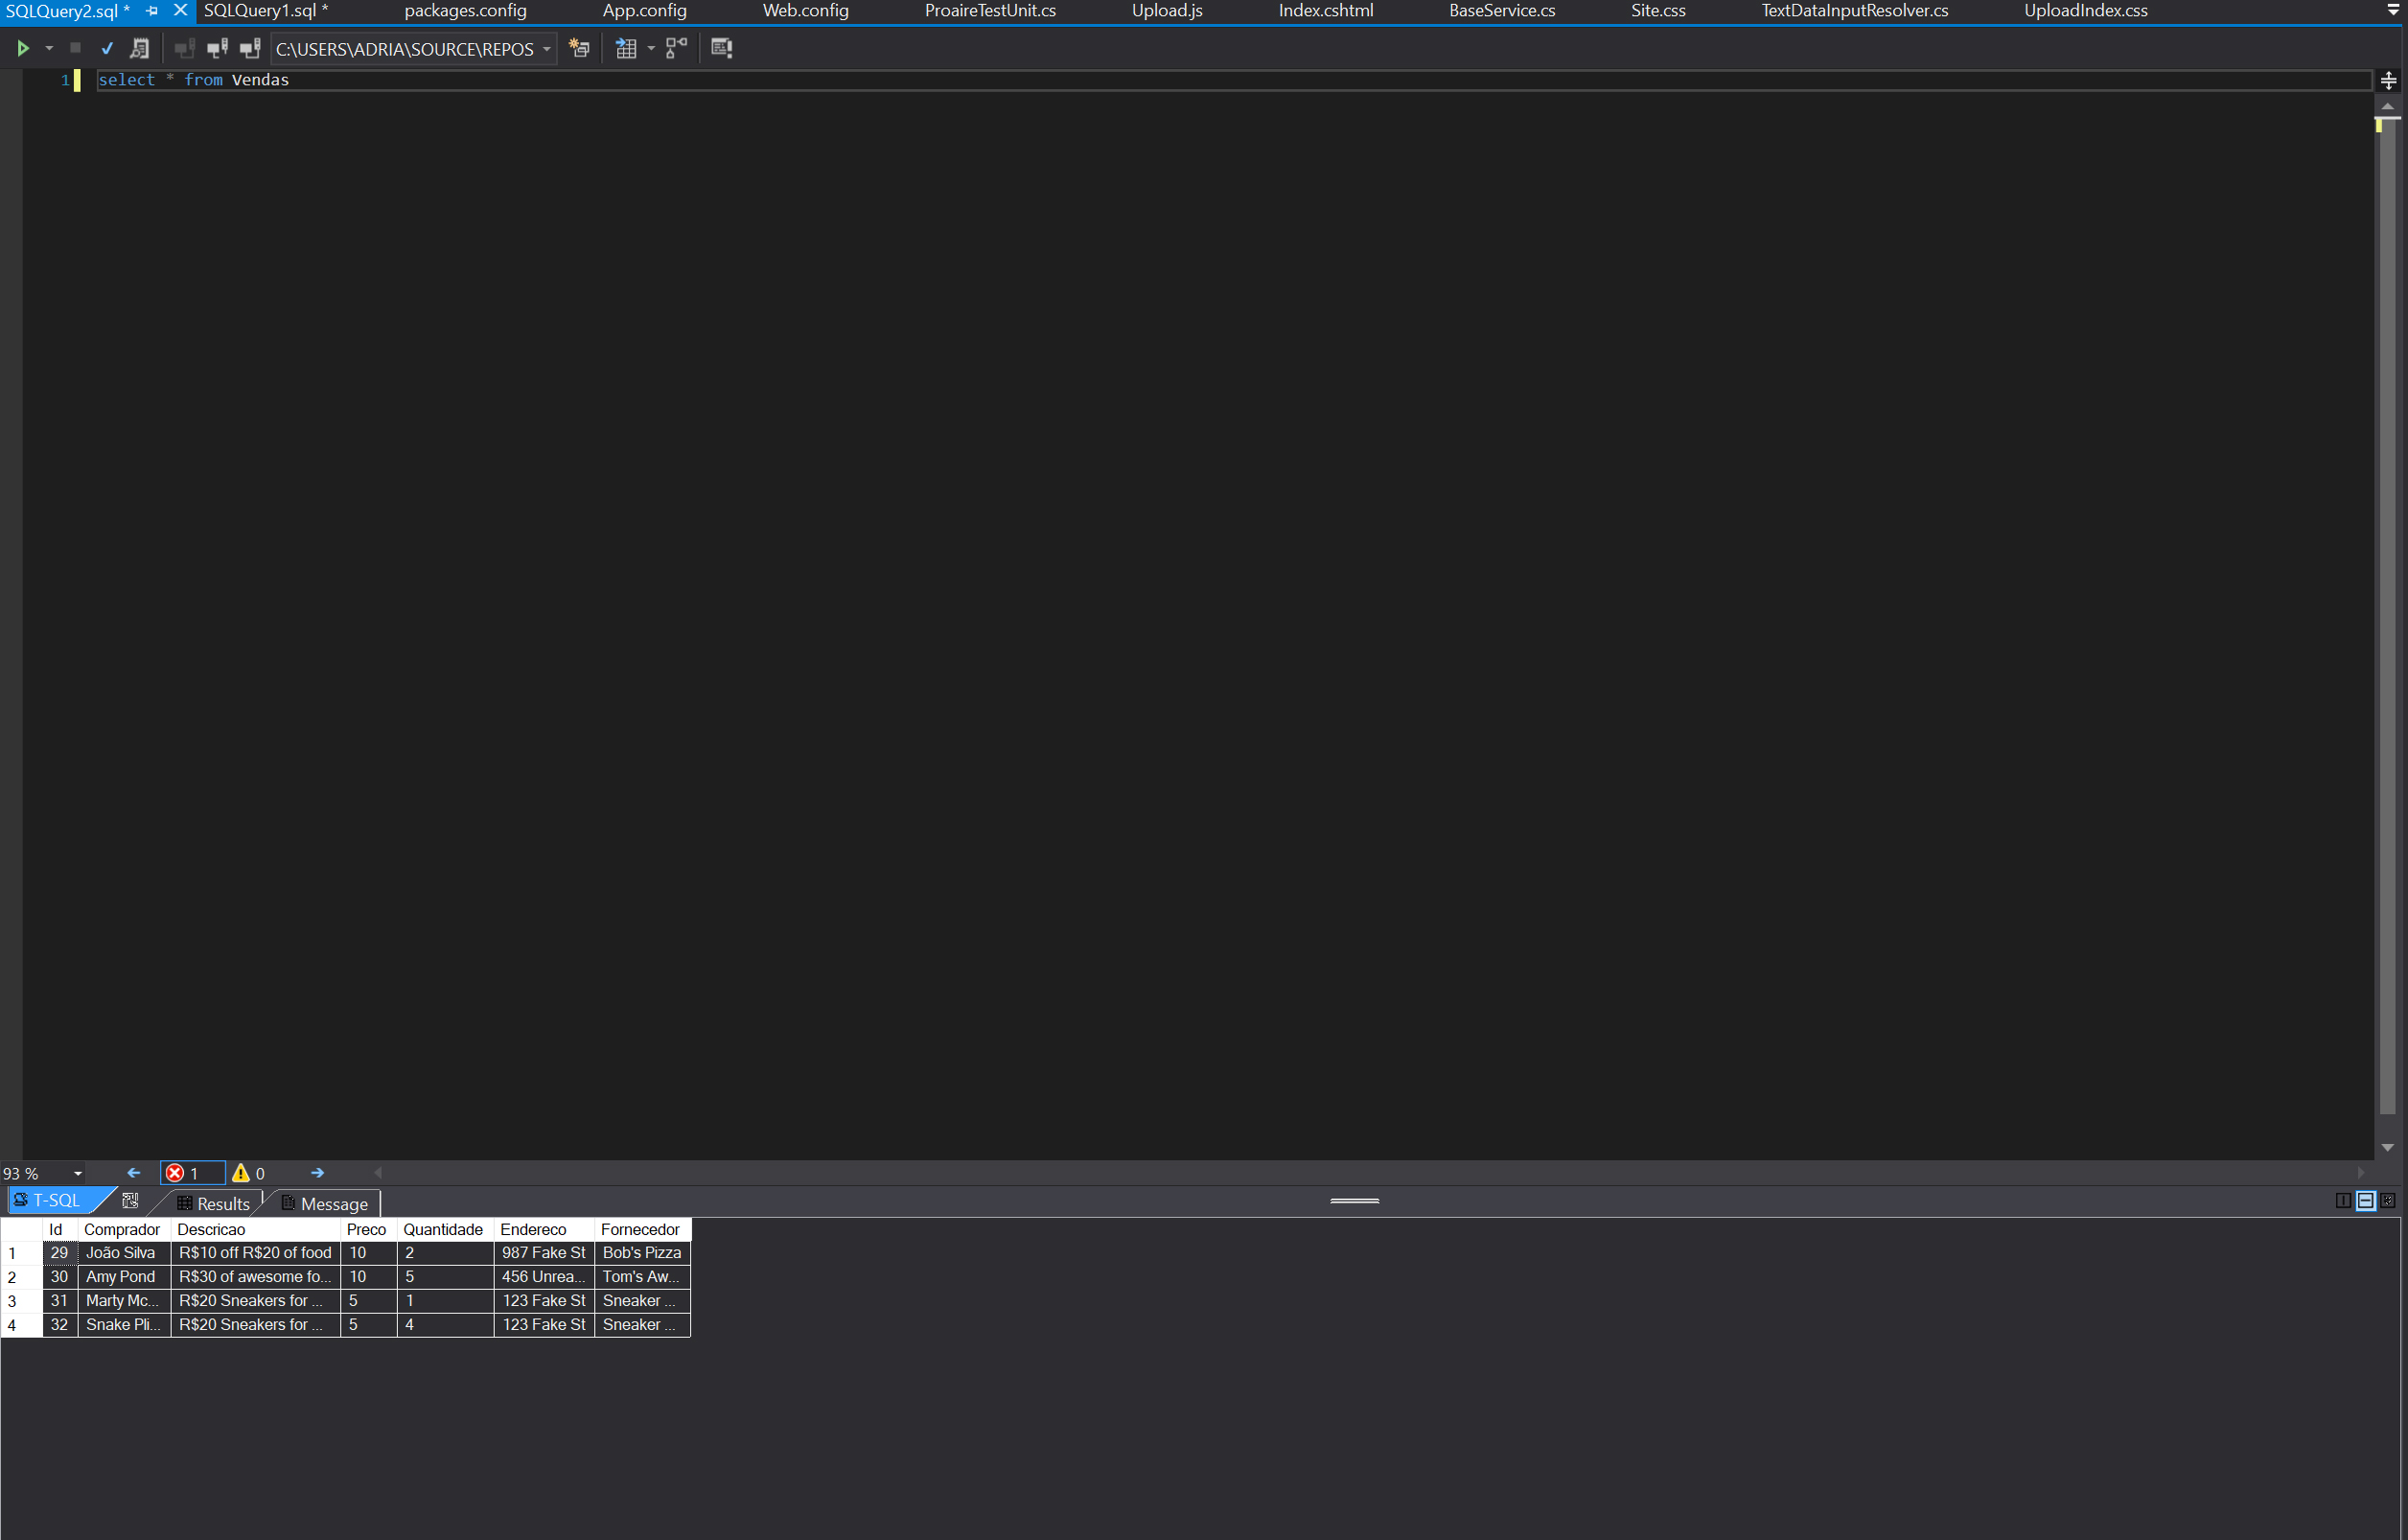 SQLQuery2.sql * SQLQuery1.sql * packages.config App.config Web.config ProaireTestUnit.cs Upload.js Index.cshtml BaseService.cs Site.css TextDataInputResolver.cs UploadIndex.css
C:\USERS\ADRIA\SOURCE\REPOS
1 select * from Vendas
93 % 1 0
T-SQL Results Message
Id Comprador Descricao Preco Quantidade Endereco Fornecedor
1 29 João Silva R$10 off R$20 of food 10 2 987 Fake St Bob's Pizza
2 30 Amy Pond R$30 of awesome fo... 10 5 456 Unrea... Tom's Aw...
3 31 Marty Mc... R$20 Sneakers for ... 5 1 123 Fake St Sneaker ...
4 32 Snake Pli... R$20 Sneakers for ... 5 4 123 Fake St Sneaker ...